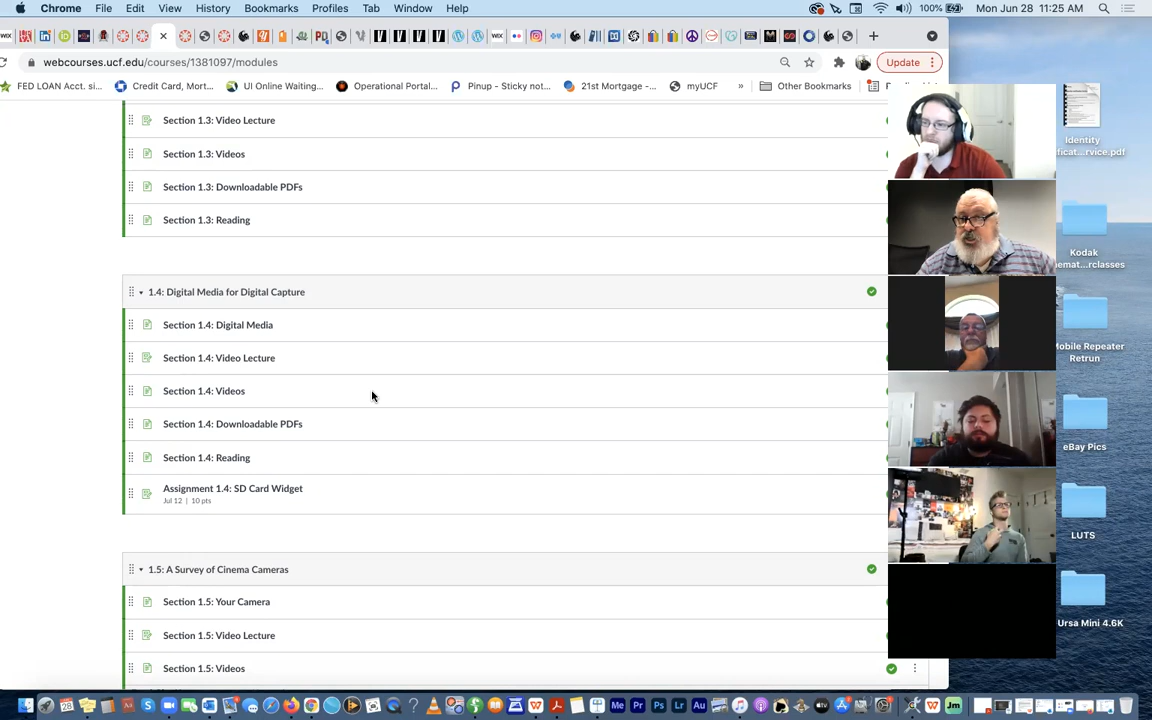 Chrome File Edit View History Bookmarks Profiles Tab Window Help 100% Mon Jun 28 11:25 AM
webcourses.ucf.edu/courses/1381097/modules Update
FED LOAN Acct. si... Credit Card, Mort... UI Online Waiting... Operational Portal... Pinup - Sticky not... 21st Mortgage -... myUCF » Other Bookmarks
Section 1.3: Video Lecture
Section 1.3: Videos
Section 1.3: Downloadable PDFs
Section 1.3: Reading
1.4: Digital Media for Digital Capture
Section 1.4: Digital Media
Section 1.4: Video Lecture
Section 1.4: Videos
Section 1.4: Downloadable PDFs
Section 1.4: Reading
Assignment 1.4: SD Card Widget
Jul 12 | 10 pts
1.5: A Survey of Cinema Cameras
Section 1.5: Your Camera
Section 1.5: Video Lecture
Section 1.5: Videos
Identity
ficat...rvice.pdf
Kodak
nemat...rclasses
Mobile Repeater
Retrun
eBay Pics
LUTS
Ursa Mini 4.6K